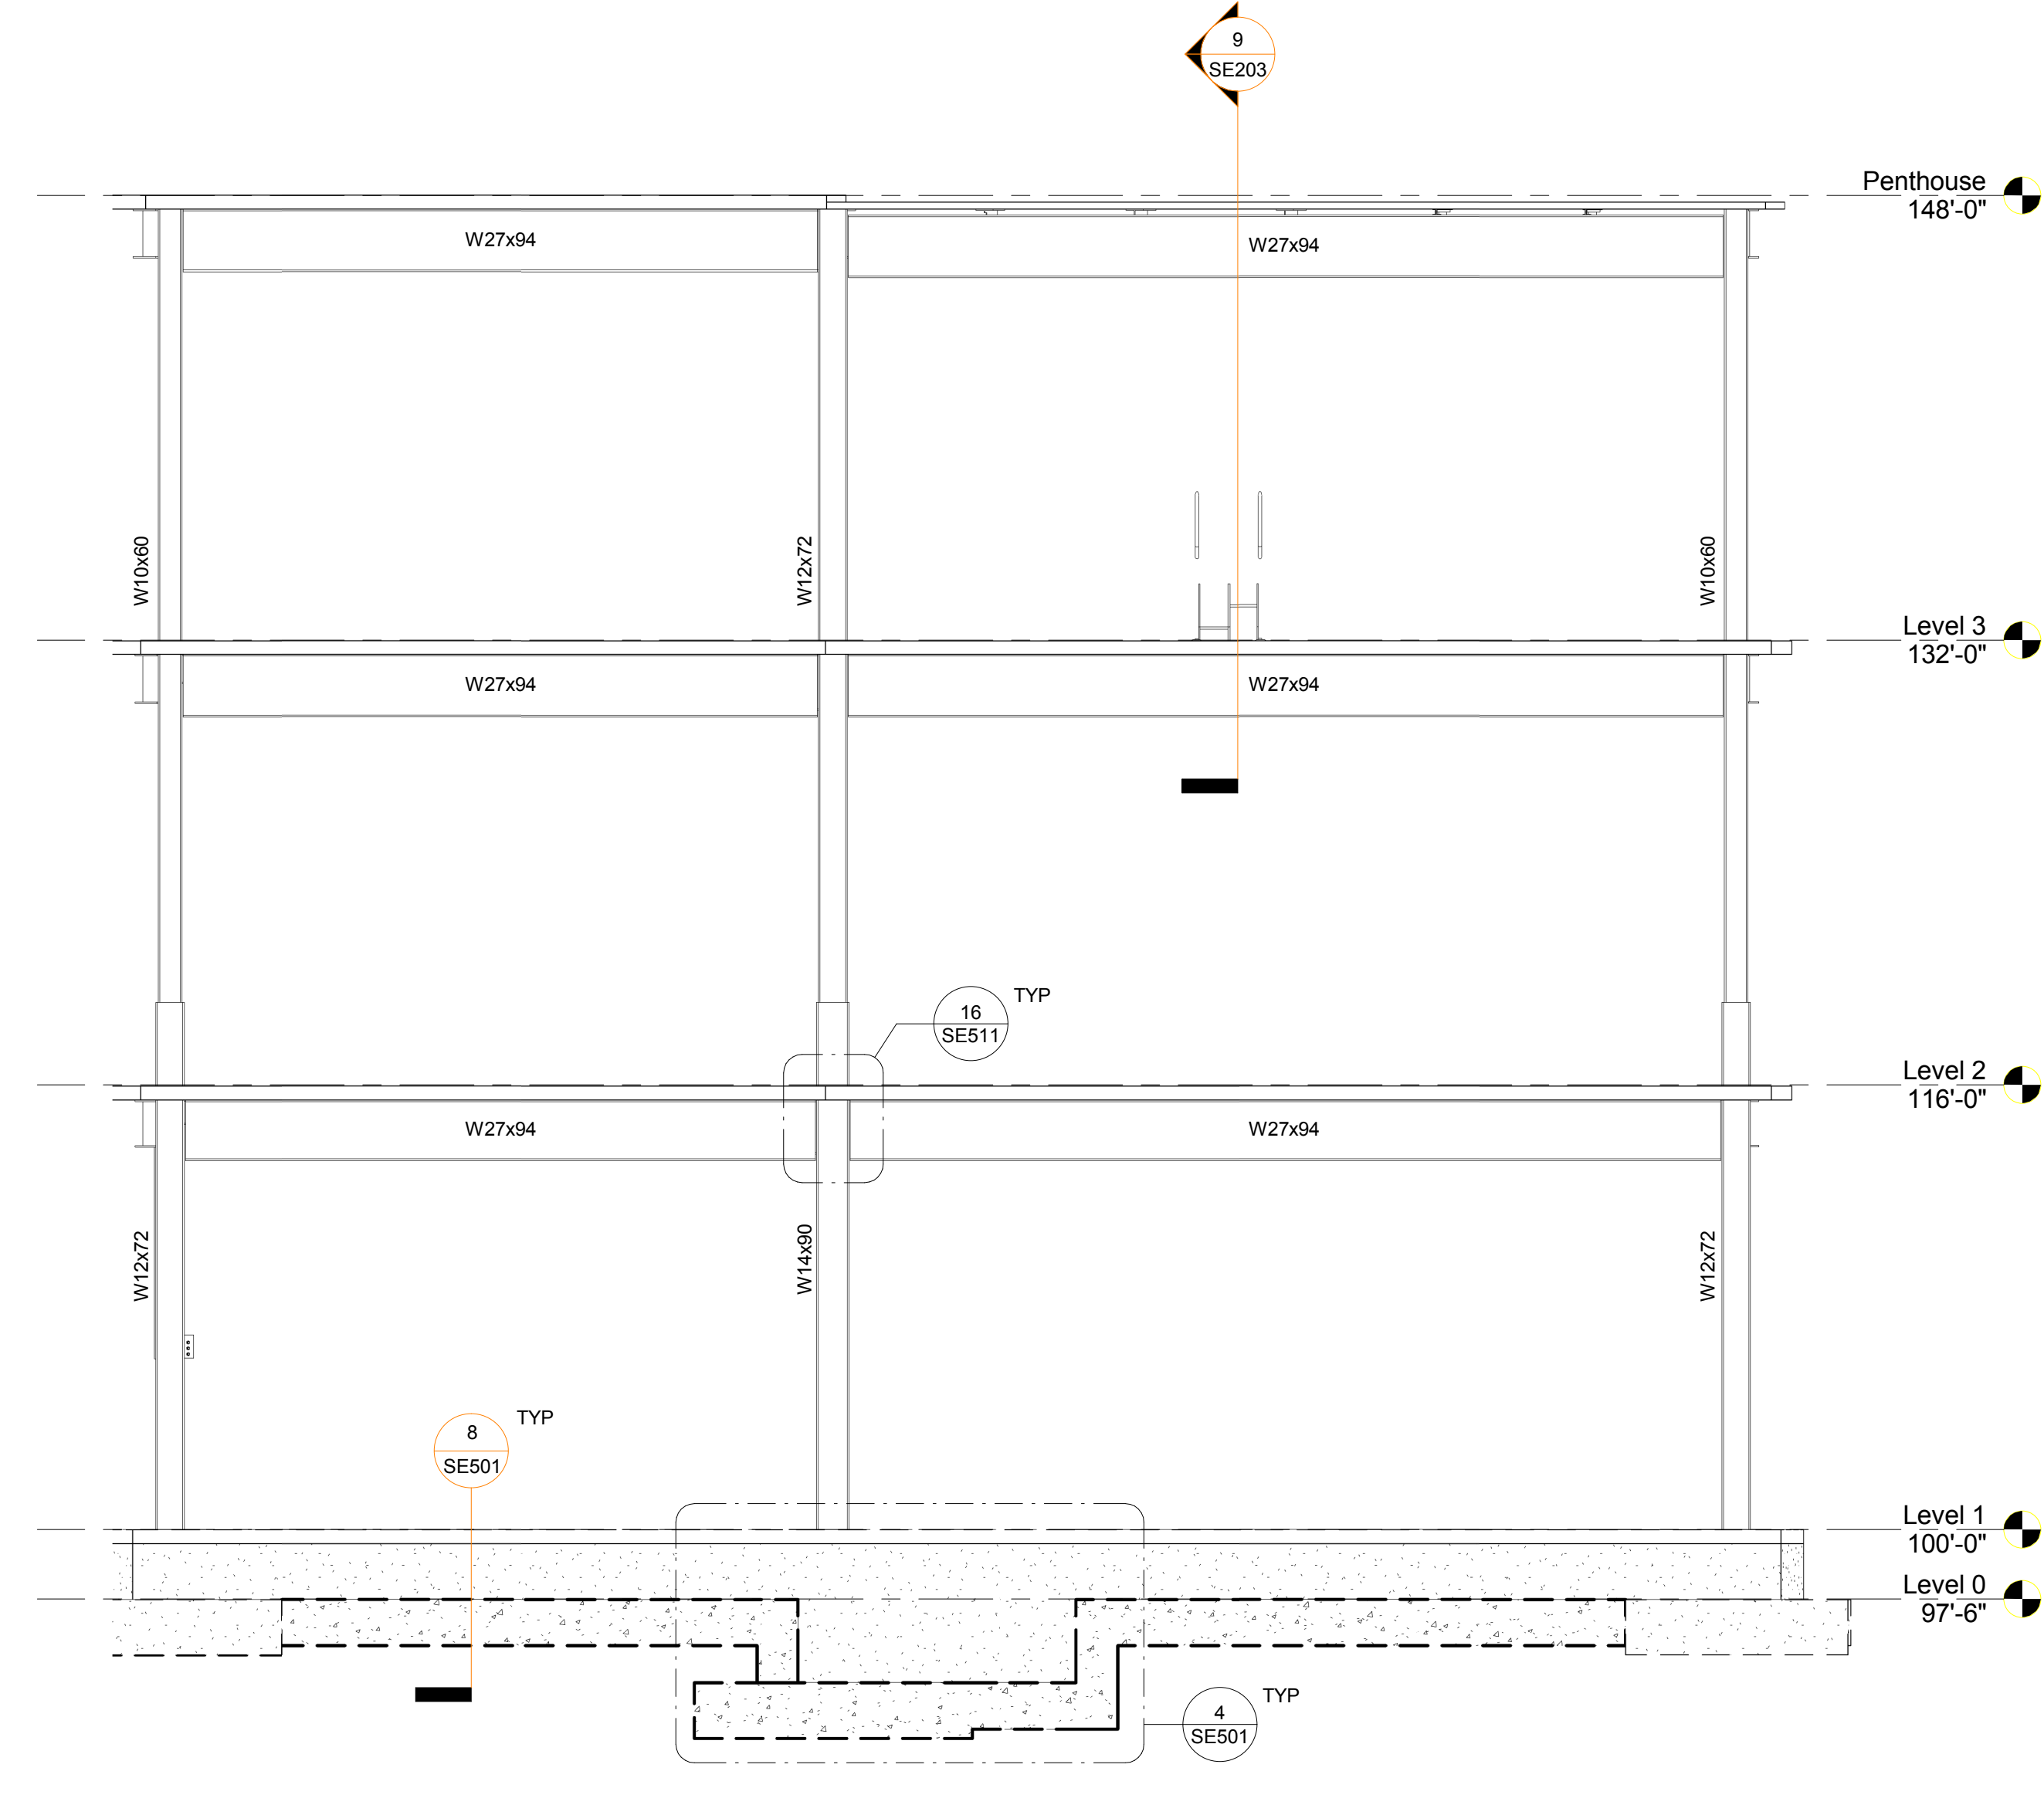 9
SE203
Penthouse
148'-0"
W27x94
W27x94
W10x60
W12x72
W10x60
Level 3
132'-0"
W27x94
W27x94
TYP
16
SE511
Level 2
116'-0"
W27x94
W27x94
W12x72
W14x90
W12x72
TYP
8
SE501
Level 1
100'-0"
Level 0
97'-6"
TYP
4
SE501